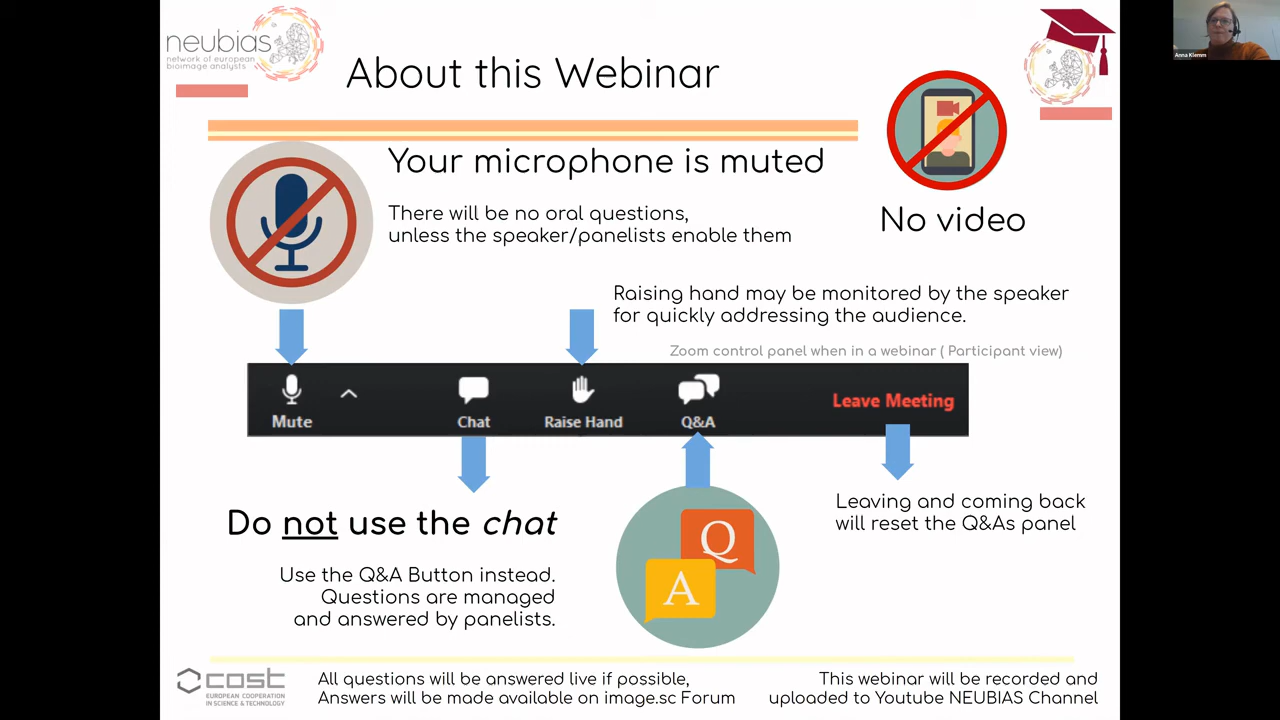 neubias
network of european
bioimage analysts
About this Webinar
Anna Klemm
Your microphone is muted
There will be no oral questions,
unless the speaker/panelists enable them
No video
Raising hand may be monitored by the speaker
for quickly addressing the audience.
Zoom control panel when in a webinar ( Participant view)
Mute
Chat
Raise Hand
Q&A
Leave Meeting
Do not use the chat
Use the Q&A Button instead.
Questions are managed
and answered by panelists.
Q
A
Leaving and coming back
will reset the Q&As panel
cost
EUROPEAN COOPERATION
IN SCIENCE & TECHNOLOGY
All questions will be answered live if possible,
Answers will be made available on image.sc Forum
This webinar will be recorded and
uploaded to Youtube NEUBIAS Channel